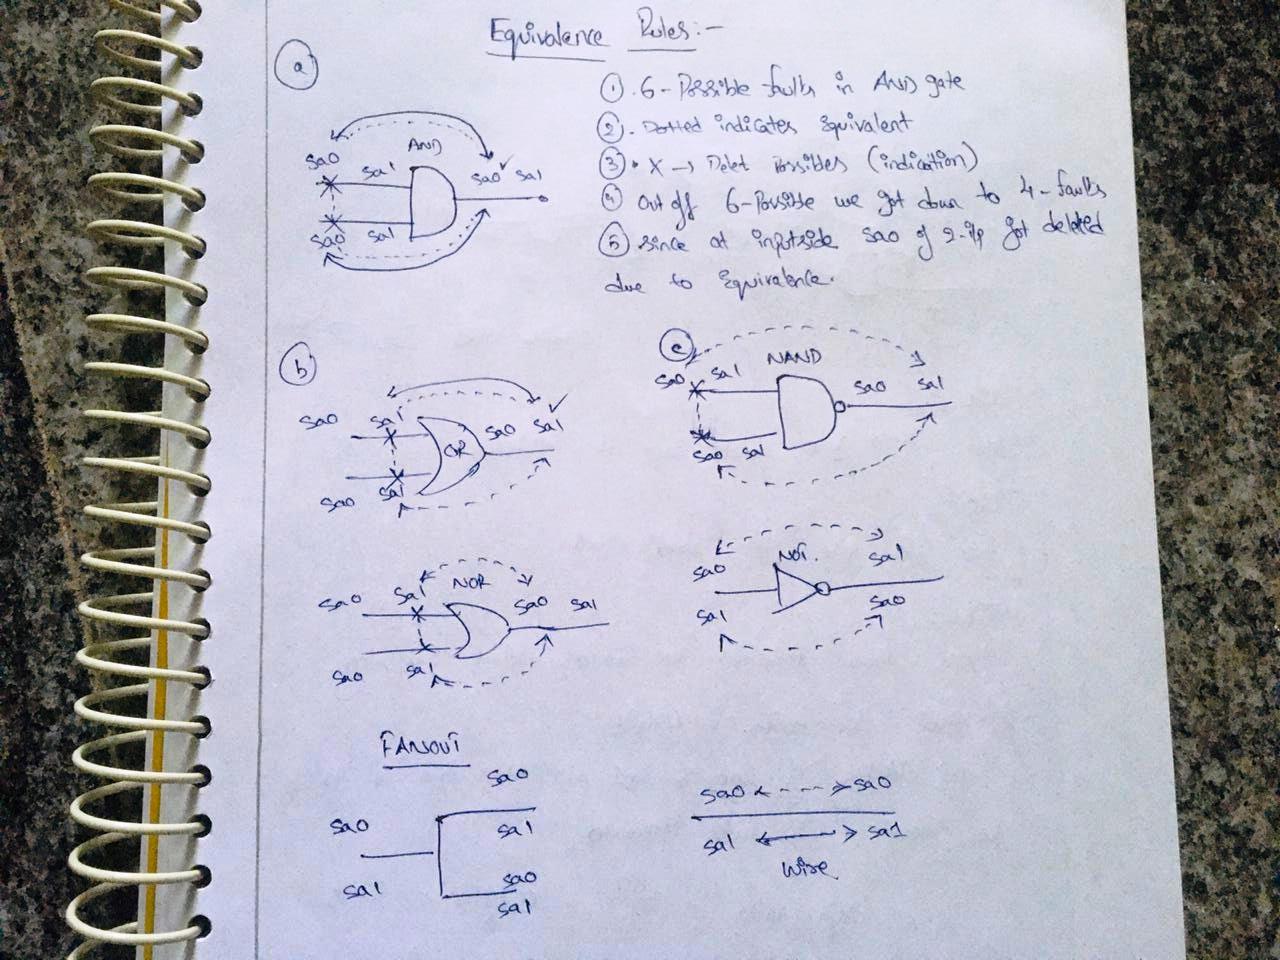 Equivalence Rules:-
a
① . 6-Possible faults in AND gate
② . Dotted indicates Equivalent
③ • X → Delet Possibles (indication)
④ Out off 6-Possible we got down to 4-faults
⑤ since at inputside sa0 of 2-i/p got deleted
due to Equivalence.
AND
sa0 sa1 sa0 ✓ sa1
sa0 sa1
b
sa0 sa1 OR sa0 sa1 ✓
sa0 sa1
c
NAND
sa0 sa1 sa0 sa1
sa0 sa1
NOR
sa0 sa1 sa0 sa1
sa0 sa1
NOT.
sa0 sa1
sa1 sa0
FANOUT
sa0
sa0 sa1
sa1 sa0
sa1
sa0 <---> sa0
sa1 <——> sa1
Wire